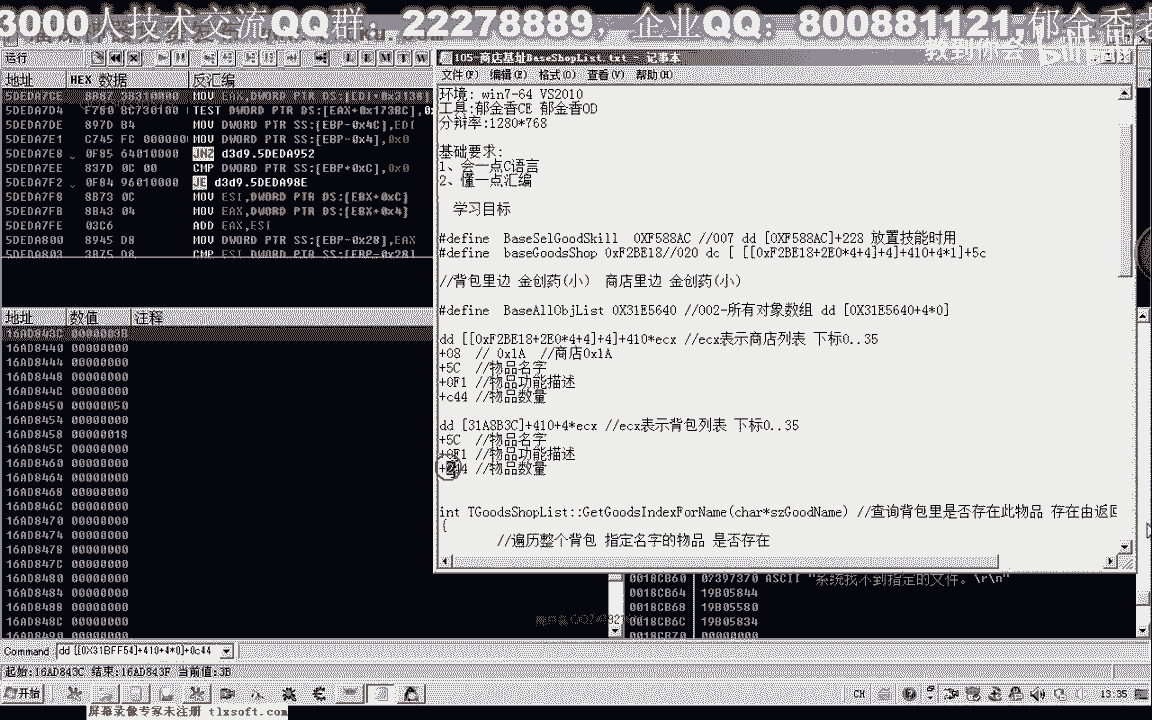 3000人技术交流QQ群：22278889， 企业QQ：800881121,郁金香老
教到你会 bilibili
运行
105-商店基址BaseShopList.txt - 记事本
L E M T W
文件(F) 编辑(E) 格式(O) 查看(V) 帮助(H)
地址 HEX 数据 反汇编
5DEDA7CE 8B87 3B310000 MOV EAX,DWORD PTR DS:[EDI+0x313B]
5DEDA7D4 F780 BC730100 TEST DWORD PTR DS:[EAX+0x173BC],0
5DEDA7DE 897D B4 MOV DWORD PTR SS:[EBP-0x4C],EDI
5DEDA7E1 C745 FC 000000 MOV DWORD PTR SS:[EBP-0x4],0x0
5DEDA7E8 0F85 64010000 JNZ d3d9.5DEDA952
5DEDA7EE 837D 0C 00 CMP DWORD PTR SS:[EBP+0xC],0x0
5DEDA7F2 0F84 96010000 JE d3d9.5DEDA98E
5DEDA7F8 8B73 0C MOV ESI,DWORD PTR DS:[EBX+0xC]
5DEDA7FB 8B43 04 MOV EAX,DWORD PTR DS:[EBX+0x4]
5DEDA7FE 03C6 ADD EAX,ESI
5DEDA800 8945 D8 MOV DWORD PTR SS:[EBP-0x28],EAX
5DEDA803 3B75 D8 CMP ESI,DWORD PTR SS:[EBP-0x28]
环境: win7-64 VS2010
工具:郁金香CE 郁金香OD
分辩率:1280*768
基础要求:
1、会一点C语言
2、懂一点汇编
学习目标
#define BaseSelGoodSkill 0XF588AC //007 dd [0XF588AC]+228 放置技能时用
#define baseGoodsShop 0xF2BE18//020 dc [ [[0xF2BE18+2E0*4+4]+4]+410+4*1]+5c
//背包里边 金创药(小) 商店里边 金创药(小)
#define BaseAllObjList 0X31E5640 //002-所有对象数组 dd [0X31E5640+4*0]
dd [[0xF2BE18+2E0*4+4]+4]+410*ecx //ecx表示商店列表 下标0..35
+08 // 0x1A //商店0x1A
+5C //物品名字
+0F1 //物品功能描述
+c44 //物品数量
dd [31A8B3C]+410+4*ecx //ecx表示背包列表 下标0..35
+5C //物品名字
+0F1 //物品功能描述
//物品数量
int TGoodsShopList::GetGoodsIndexForName(char*szGoodName) //查询背包里是否存在此物品 存在由返回
{
//遍历整个背包 指定名字的物品 是否存在
地址 数值 注释
16AD843C 0000003B
16AD8440 00000000
16AD8444 00000000
16AD8448 00000000
16AD844C 00000000
16AD8450 00000050
16AD8454 00000000
16AD8458 00000018
16AD845C 00000000
16AD8460 00000000
16AD8464 00000000
16AD8468 00000000
16AD846C 00000000
16AD8470 00000000
16AD8474 00000000
16AD8478 00000000
16AD847C 00000000
16AD8480 00000000
16AD8484 00000000
16AD8488 00000000
16AD848C 00000000
16AD8490 00000000
0018CB60 02397370 ASCII "系统找不到指定的文件。\r\n"
0018CB64 19B05844
0018CB68 19B05580
0018CB6C 19B05834
0018CB70 00000000
Command dd [[0X31BFF54]+410+4*0]+0c44
起始:16AD843C 结束:16AD843F 当前值:3B
开始
CH
13:35
屏幕录像专家未注册 tlxsoft.com